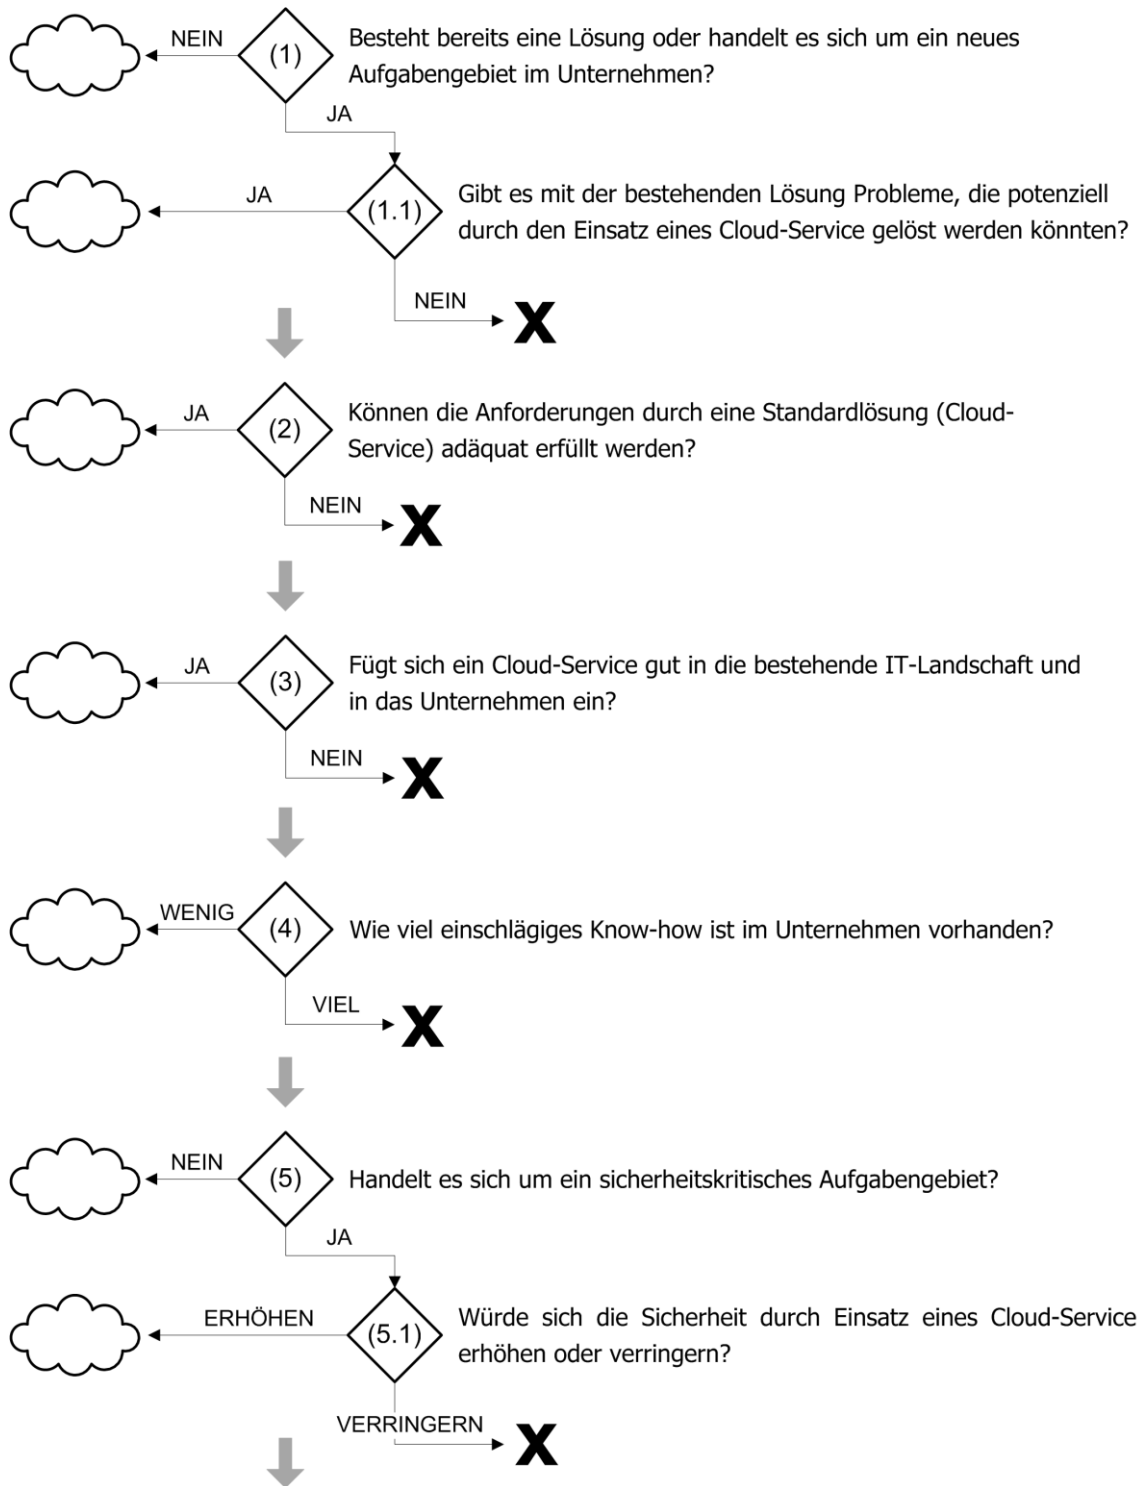 NEIN
(1)
Besteht bereits eine Lösung oder handelt es sich um ein neues
Aufgabengebiet im Unternehmen?
JA
JA
(1.1)
Gibt es mit der bestehenden Lösung Probleme, die potenziell
durch den Einsatz eines Cloud-Service gelöst werden könnten?
NEIN
X
JA
(2)
Können die Anforderungen durch eine Standardlösung (Cloud-
Service) adäquat erfüllt werden?
NEIN
X
JA
(3)
Fügt sich ein Cloud-Service gut in die bestehende IT-Landschaft und
in das Unternehmen ein?
NEIN
X
WENIG
(4)
Wie viel einschlägiges Know-how ist im Unternehmen vorhanden?
VIEL
X
NEIN
(5)
Handelt es sich um ein sicherheitskritisches Aufgabengebiet?
JA
ERHÖHEN
(5.1)
Würde sich die Sicherheit durch Einsatz eines Cloud-Service
erhöhen oder verringern?
VERRINGERN
X